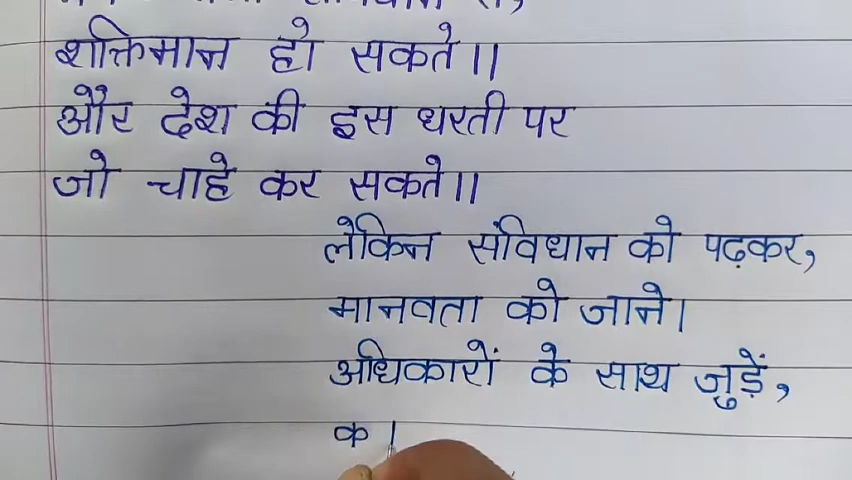 शक्तिमान हो सकते।।
और देश की इस धरती पर
जो चाहे कर सकते।।
लेकिन संविधान को पढ़कर,
मानवता को जाने।
अधिकारों के साथ जुड़ें,
क